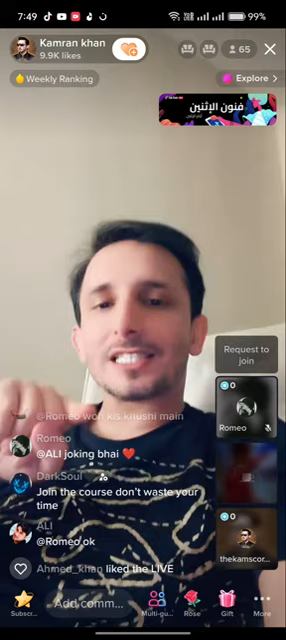 7:49
99%
Kamran khan
9.9K likes
65
Weekly Ranking
Explore >
فنون الإثنين
Request to join
0
Romeo
0
thekamscor...
@Romeo won kis khushi main
Romeo
@ALI joking bhai ❤️
DarkSoul
Join the course don't waste your
time
ALI
@Romeo ok
Ahmed_khan liked the LIVE
Add comm...
Subscr...
Multi-gu...
Rose
Gift
More